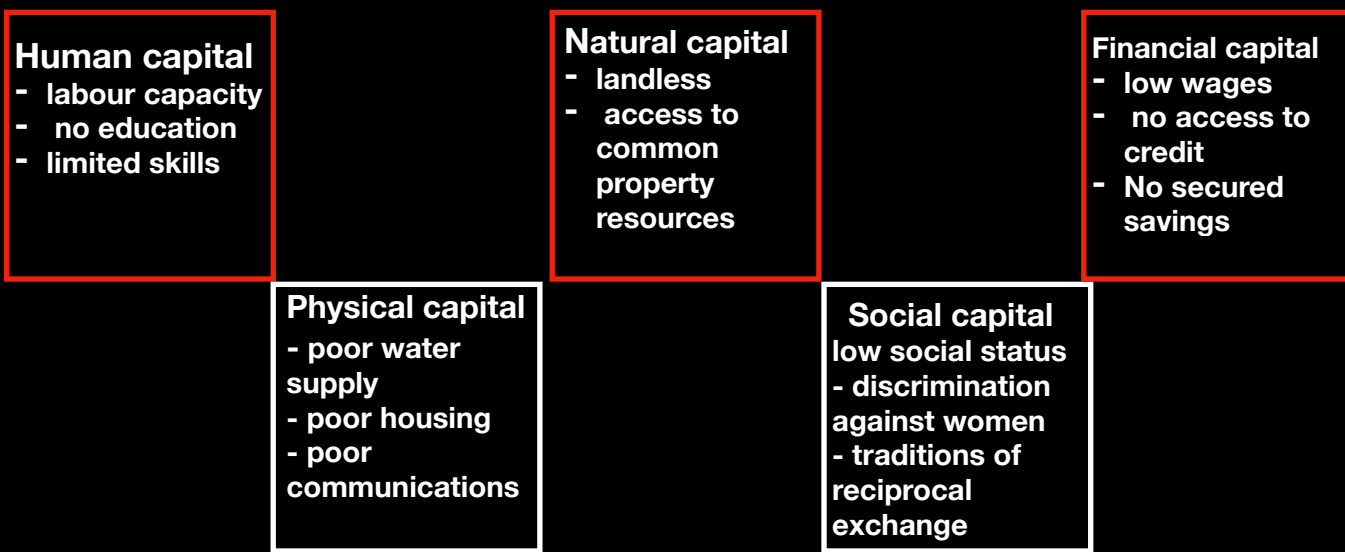 Human capital
- labour capacity
- no education
- limited skills
Natural capital
- landless
- access to
common
property
resources
Financial capital
- low wages
- no access to
credit
- No secured
savings
Physical capital
- poor water
supply
- poor housing
- poor
communications
Social capital
low social status
- discrimination
against women
- traditions of
reciprocal
exchange